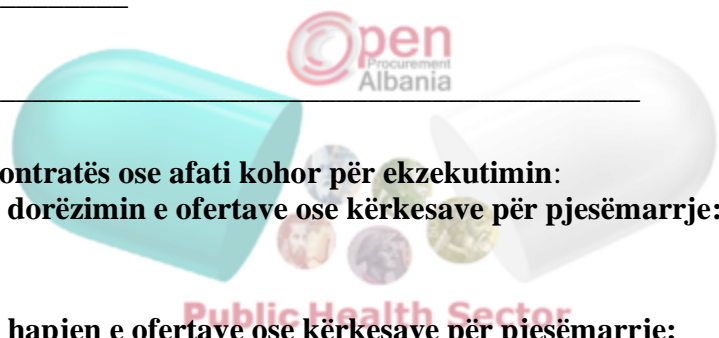 Open
Procurement
Albania
ontratës ose afati kohor për ekzekutimin:
dorëzimin e ofertave ose kërkesave për pjesëmarrje:
Public Health Sector
hapjen e ofertave ose kërkesave për pjesëmarrje: